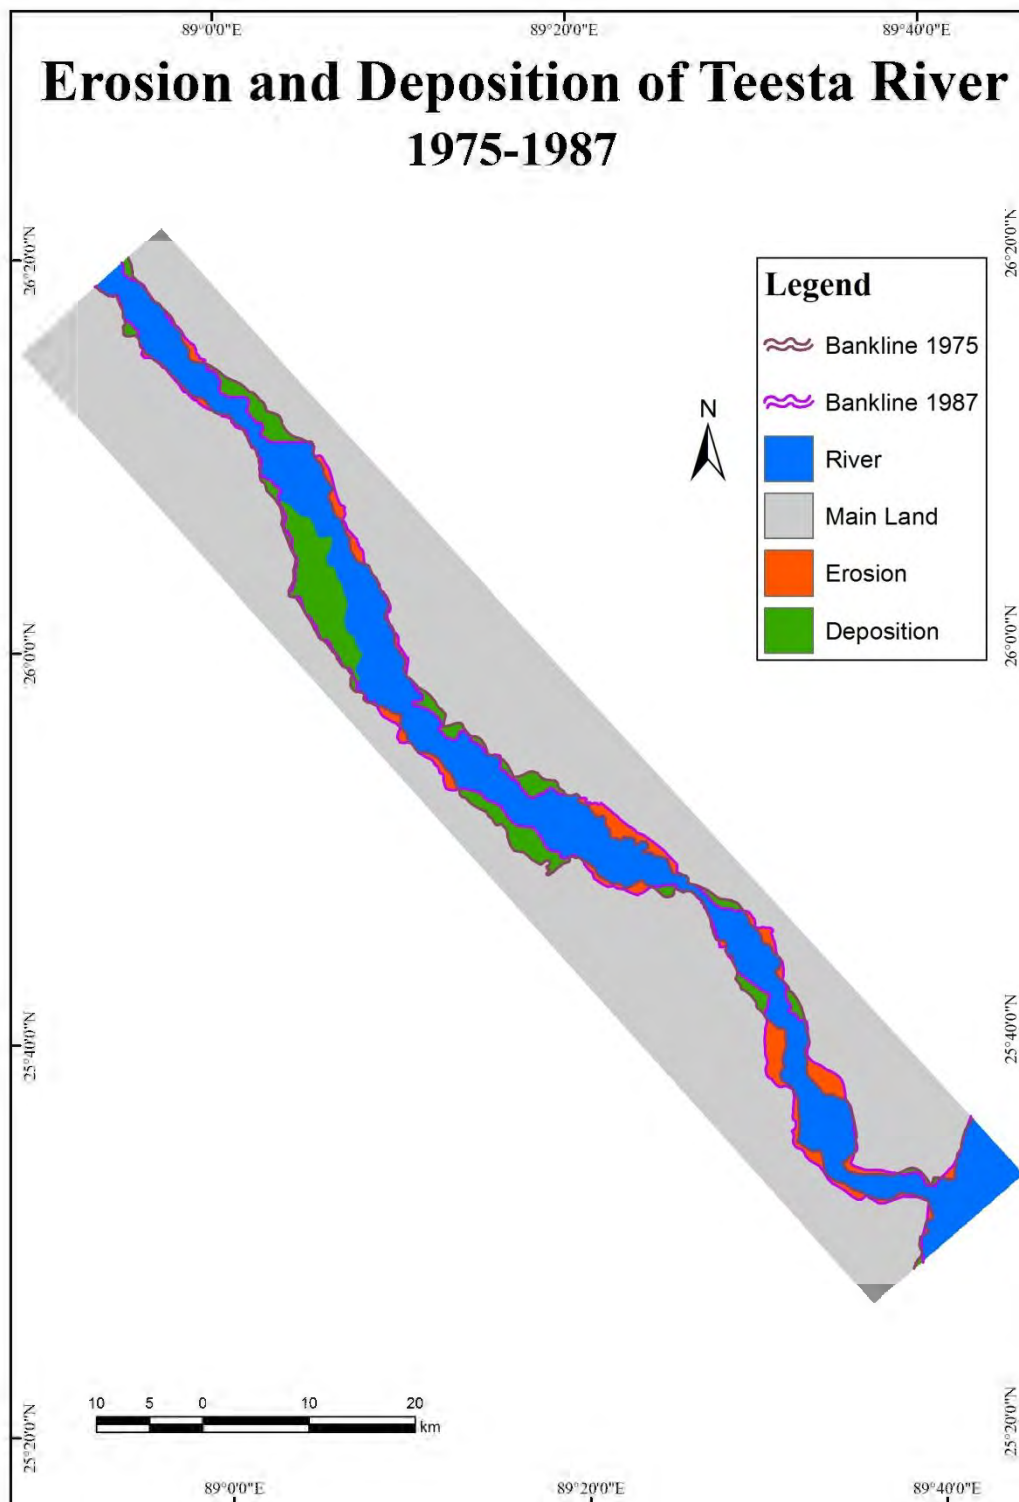 89°0'0"E 89°20'0"E 89°40'0"E
Erosion and Deposition of Teesta River
1975-1987
26°20'0"N 26°20'0"N
Legend
Bankline 1975
Bankline 1987
N
River
Main Land
Erosion
Deposition
26°0'0"N 26°0'0"N
25°40'0"N 25°40'0"N
10 5 0 10 20
km
25°20'0"N 25°20'0"N
89°0'0"E 89°20'0"E 89°40'0"E